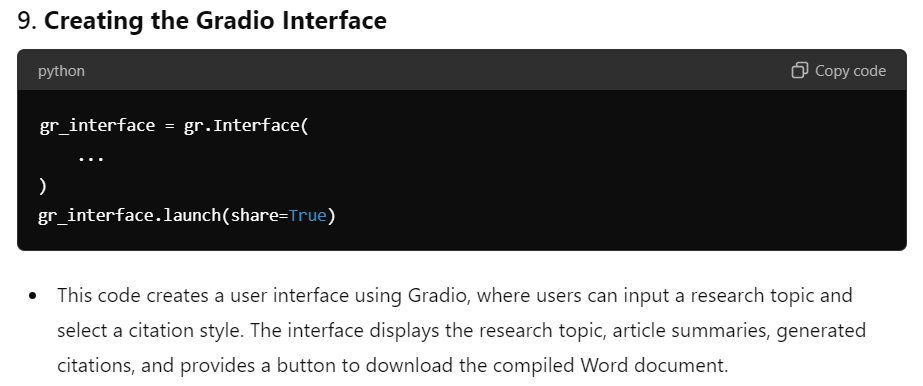 9. Creating the Gradio Interface
python
Copy code
gr_interface = gr.Interface(
    ...
)
gr_interface.launch(share=True)
• This code creates a user interface using Gradio, where users can input a research topic and
select a citation style. The interface displays the research topic, article summaries, generated
citations, and provides a button to download the compiled Word document.